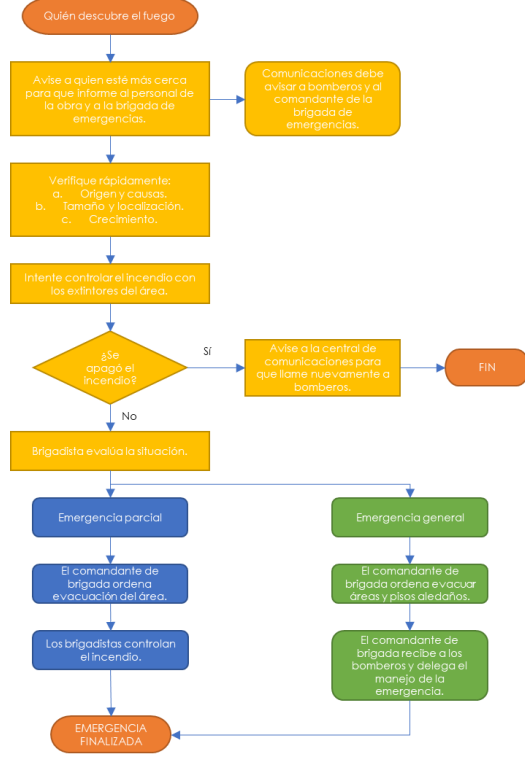 Quién descubre el fuego
Avise a quien esté más cerca
para que informe al personal de
la obra y a la brigada de
emergencias.
Comunicaciones debe
avisar a bomberos y al
comandante de la
brigada de
emergencias.
Verifique rápidamente:
a. Origen y causas.
b. Tamaño y localización.
c. Crecimiento.
Intente controlar el incendio con
los extintores del área.
¿Se
apagó el
incendio?
Sí
Avise a la central de
comunicaciones para
que llame nuevamente a
bomberos.
FIN
No
Brigadista evalúa la situación.
Emergencia parcial
Emergencia general
El comandante de
brigada ordena
evacuación del área.
El comandante de
brigada ordena evacuar
áreas y pisos aledaños.
Los brigadistas controlan
el incendio.
El comandante de
brigada recibe a los
bomberos y delega el
manejo de la
emergencia.
EMERGENCIA
FINALIZADA